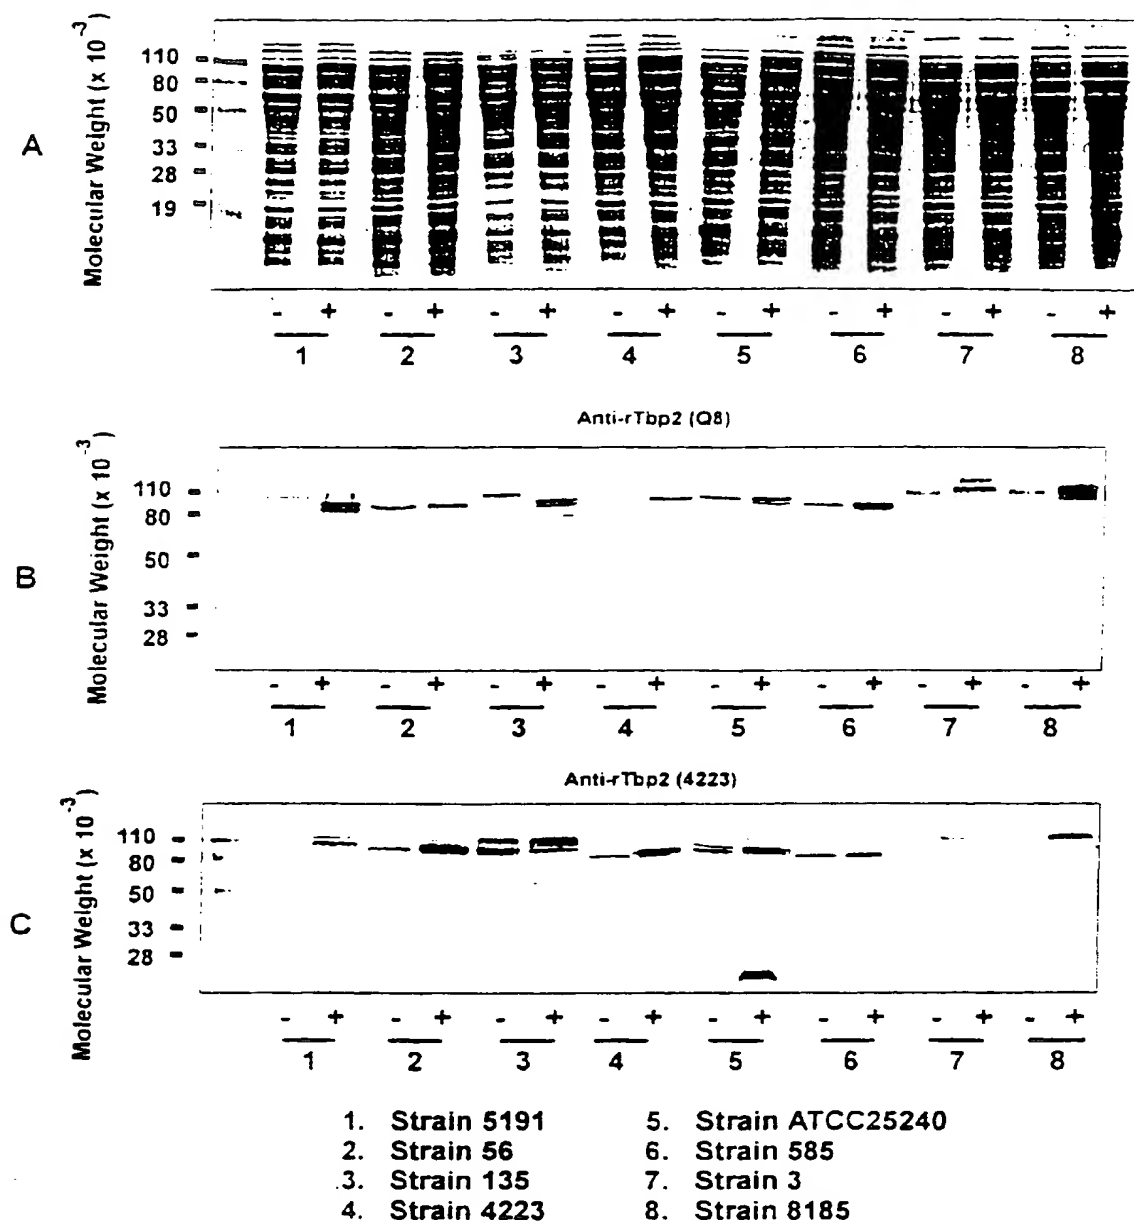 A
Molecular Weight (x 10-3)
110
80
50
33
28
19
- + - + - + - + - + - + - + - +
1 2 3 4 5 6 7 8
Anti-rTbp2 (Q8)
B
Molecular Weight (x 10-3)
110
80
50
33
28
- + - + - + - + - + - + - + - +
1 2 3 4 5 6 7 8
Anti-rTbp2 (4223)
C
Molecular Weight (x 10-3)
110
80
50
33
28
- + - + - + - + - + - + - + - +
1 2 3 4 5 6 7 8
1. Strain 5191
2. Strain 56
3. Strain 135
4. Strain 4223
5. Strain ATCC25240
6. Strain 585
7. Strain 3
8. Strain 8185